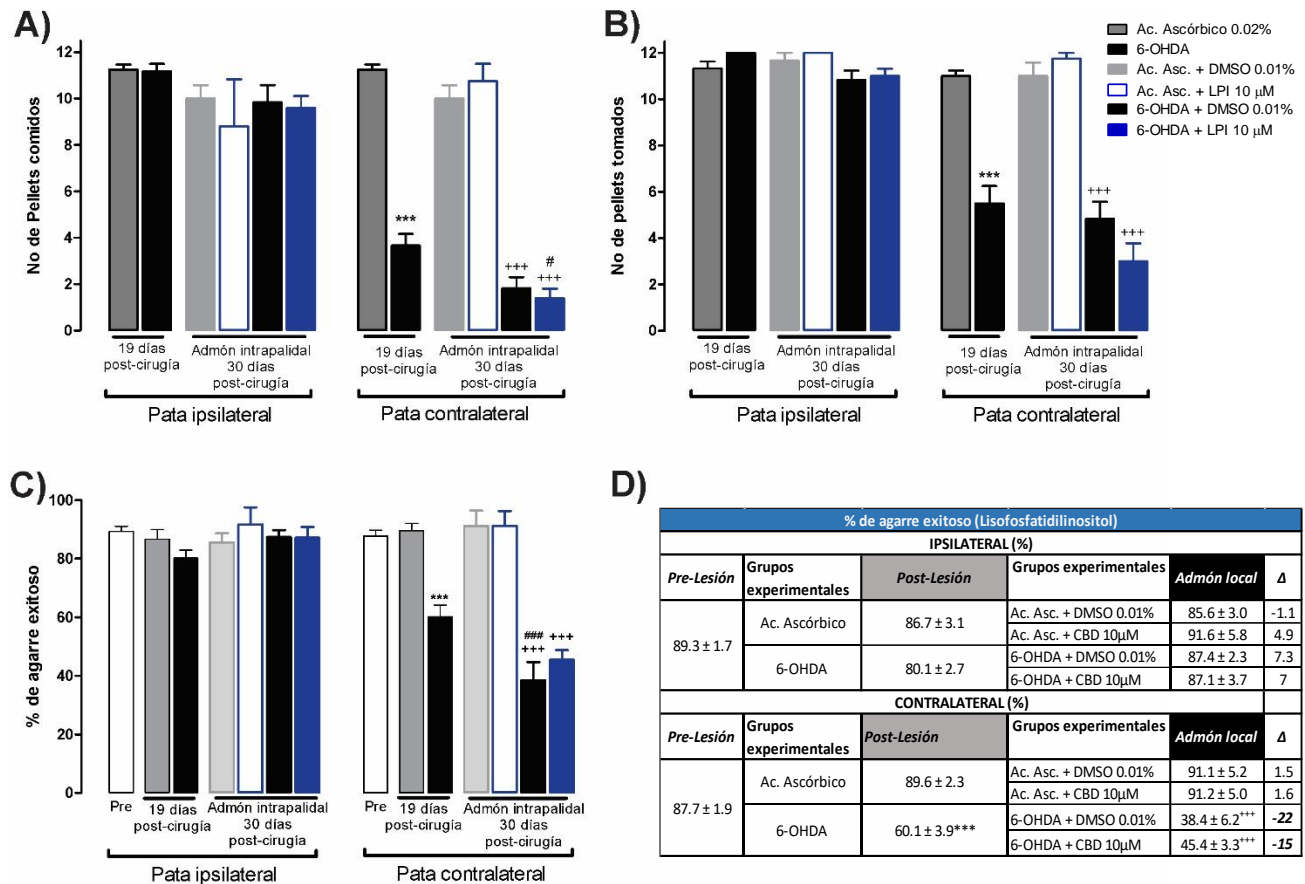 A)
No de Pellets comidos
12
10
8
6
4
2
0
***
+++
#
+++
19 días
post-cirugía
Admón intrapalidal
30 días
post-cirugía
19 días
post-cirugía
Admón intrapalidal
30 días
post-cirugía
Pata ipsilateral
Pata contralateral
B)
No de pellets tomados
12
10
8
6
4
2
0
***
+++
+++
19 días
post-cirugía
Admón intrapalidal
30 días
post-cirugía
19 días
post-cirugía
Admón intrapalidal
30 días
post-cirugía
Pata ipsilateral
Pata contralateral
Ac. Ascórbico 0.02%
6-OHDA
Ac. Asc. + DMSO 0.01%
Ac. Asc. + LPI 10 µM
6-OHDA + DMSO 0.01%
6-OHDA + LPI 10 µM
C)
% de agarre exitoso
100
80
60
40
20
0
***
###
+++
+++
Pre
19 días
post-cirugía
Admón intrapalidal
30 días
post-cirugía
Pre
19 días
post-cirugía
Admón intrapalidal
30 días
post-cirugía
Pata ipsilateral
Pata contralateral
D)
% de agarre exitoso (Lisofosfatidilinositol)
IPSILATERAL (%)
Pre-Lesión Grupos experimentales Post-Lesión Grupos experimentales Admón local Δ
89.3 ± 1.7 Ac. Ascórbico 86.7 ± 3.1 Ac. Asc. + DMSO 0.01% 85.6 ± 3.0 -1.1
Ac. Asc. + CBD 10µM 91.6 ± 5.8 4.9
6-OHDA 80.1 ± 2.7 6-OHDA + DMSO 0.01% 87.4 ± 2.3 7.3
6-OHDA + CBD 10µM 87.1 ± 3.7 7
CONTRALATERAL (%)
Pre-Lesión Grupos experimentales Post-Lesión Grupos experimentales Admón local Δ
87.7 ± 1.9 Ac. Ascórbico 89.6 ± 2.3 Ac. Asc. + DMSO 0.01% 91.1 ± 5.2 1.5
Ac. Asc. + CBD 10µM 91.2 ± 5.0 1.6
6-OHDA 60.1 ± 3.9*** 6-OHDA + DMSO 0.01% 38.4 ± 6.2+++ -22
6-OHDA + CBD 10µM 45.4 ± 3.3+++ -15